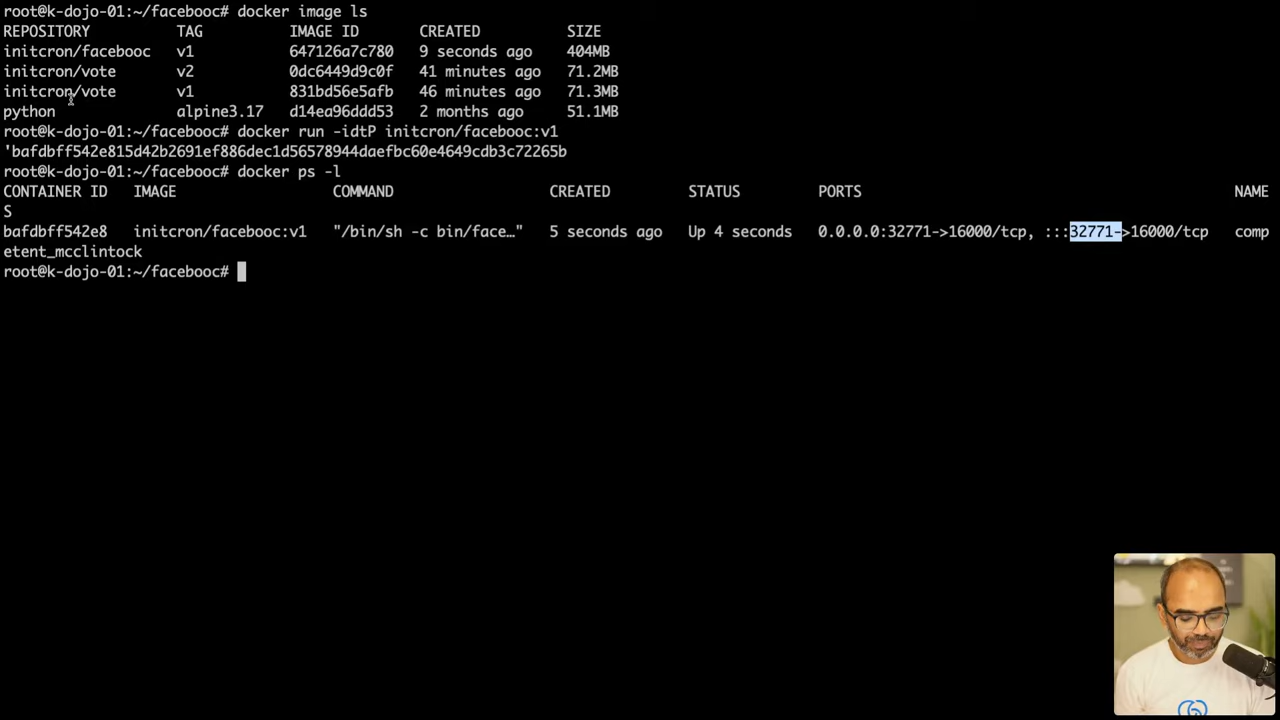 root@k-dojo-01:~/facebooc# docker image ls
REPOSITORY TAG IMAGE ID CREATED SIZE
initcron/facebooc v1 647126a7c780 9 seconds ago 404MB
initcron/vote v2 0dc6449d9c0f 41 minutes ago 71.2MB
initcron/vote v1 831bd56e5afb 46 minutes ago 71.3MB
python alpine3.17 d14ea96ddd53 2 months ago 51.1MB
root@k-dojo-01:~/facebooc# docker run -idtP initcron/facebooc:v1
'bafdbff542e815d42b2691ef886dec1d56578944daefbc60e4649cdb3c72265b
root@k-dojo-01:~/facebooc# docker ps -l
CONTAINER ID IMAGE COMMAND CREATED STATUS PORTS NAME
S
bafdbff542e8 initcron/facebooc:v1 "/bin/sh -c bin/face…" 5 seconds ago Up 4 seconds 0.0.0.0:32771->16000/tcp, :::32771->16000/tcp comp
etent_mcclintock
root@k-dojo-01:~/facebooc#